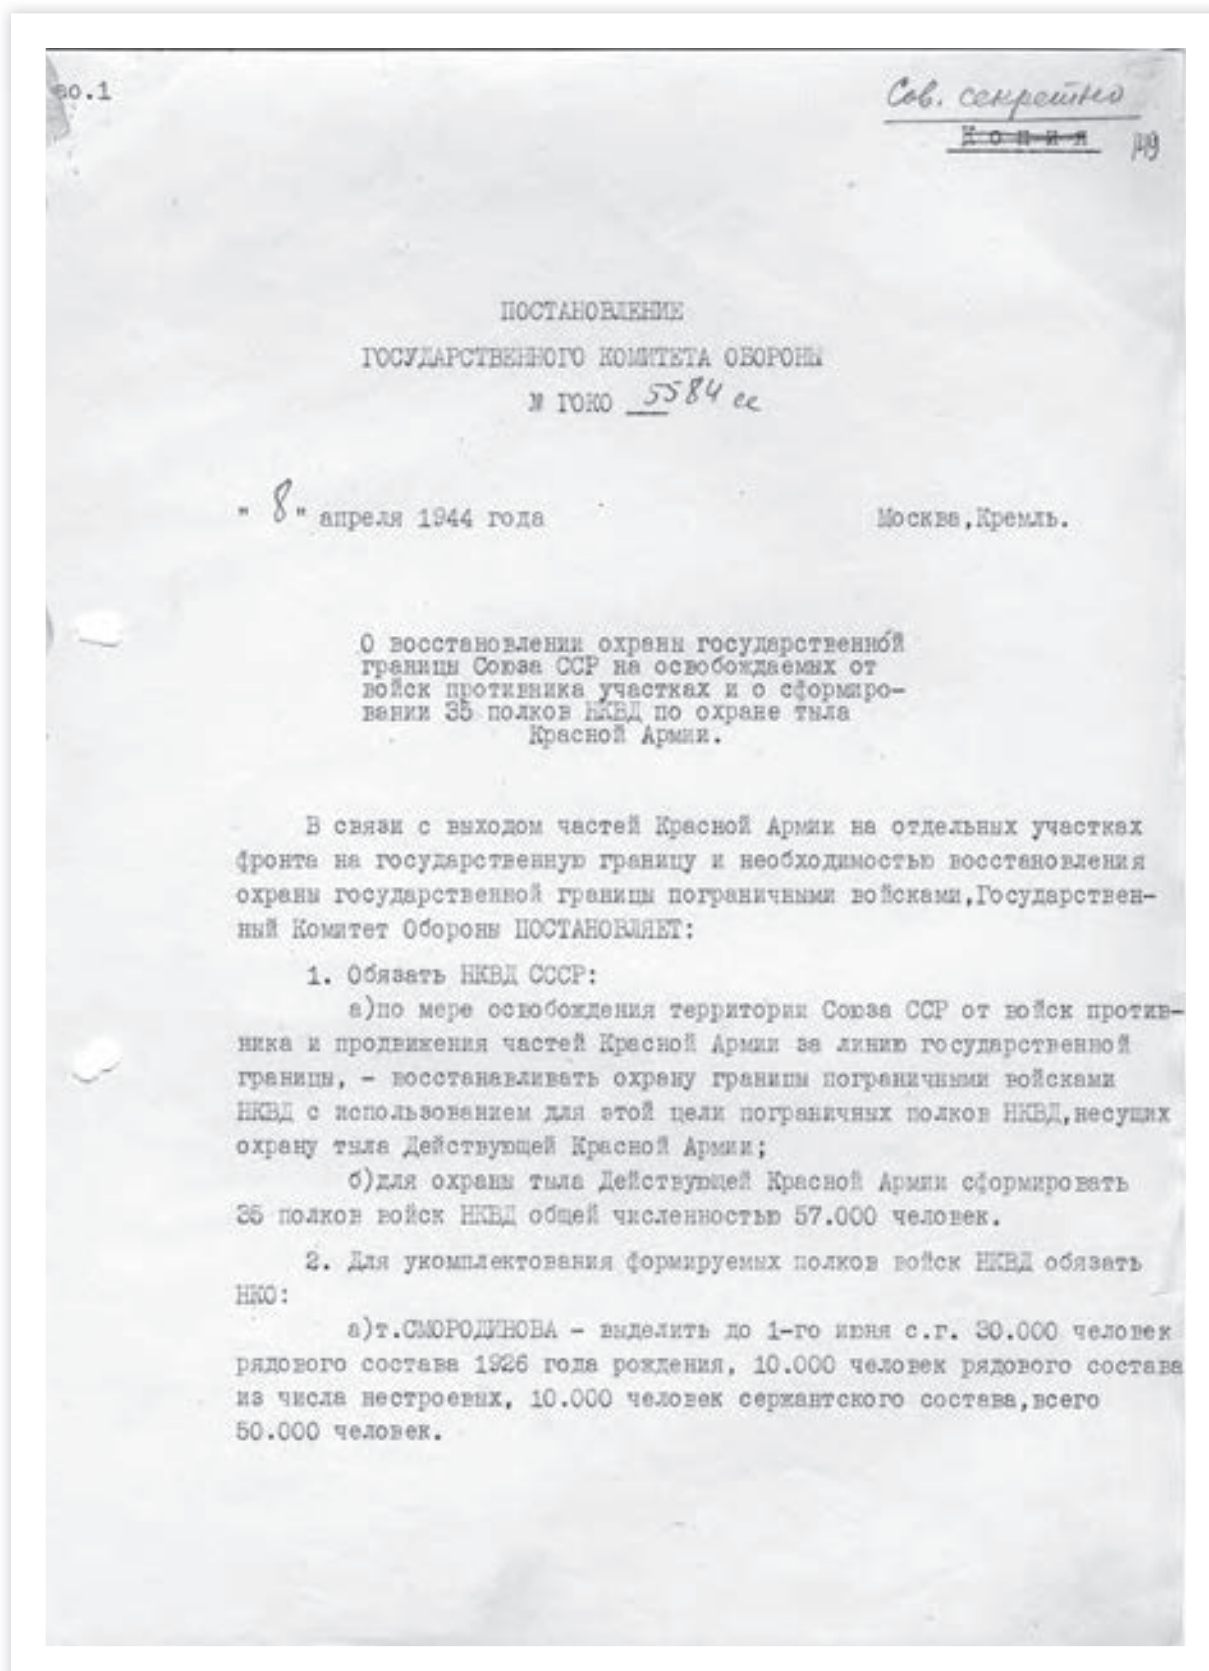 Сов. секретно
Копия
ПОСТАНОВЛЕНИЕ
ГОСУДАРСТВЕННОГО КОМИТЕТА ОБОРОНЫ
№ ГОКО 5584 сс
" 8 " апреля 1944 года Москва,Кремль.
О восстановлении охраны государственной
границы Союза ССР на освобождаемых от
войск противника участках и о сформиро-
вании 35 полков НКВД по охране тыла
Красной Армии.
В связи с выходом частей Красной Армии на отдельных участках
фронта на государственную границу и необходимостью восстановления
охраны государственной границы пограничными войсками,Государствен-
ный Комитет Обороны ПОСТАНОВЛЯЕТ:
1. Обязать НКВД СССР:
а)по мере освобождения территории Союза ССР от войск против-
ника и продвижения частей Красной Армии за линию государственной
границы, - восстанавливать охрану границы пограничными войсками
НКВД с использованием для этой цели пограничных полков НКВД,несущих
охрану тыла Действующей Красной Армии;
б)для охраны тыла Действующей Красной Армии сформировать
35 полков войск НКВД общей численностью 57.000 человек.
2. Для укомплектования формируемых полков войск НКВД обязать
НКО:
а)т.СМОРОДИНОВА - выделить до 1-го июня с.г. 30.000 человек
рядового состава 1926 года рождения, 10.000 человек рядового состава
из числа нестроевых, 10.000 человек сержантского состава,всего
50.000 человек.